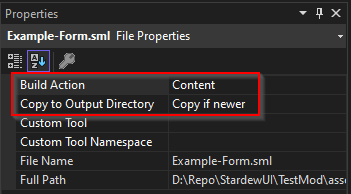 Properties
Example-Form.sml File Properties
Build Action Content
Copy to Output Directory Copy if newer
Custom Tool
Custom Tool Namespace
File Name Example-Form.sml
Full Path D:\Repo\StardewUI\TestMod\asse